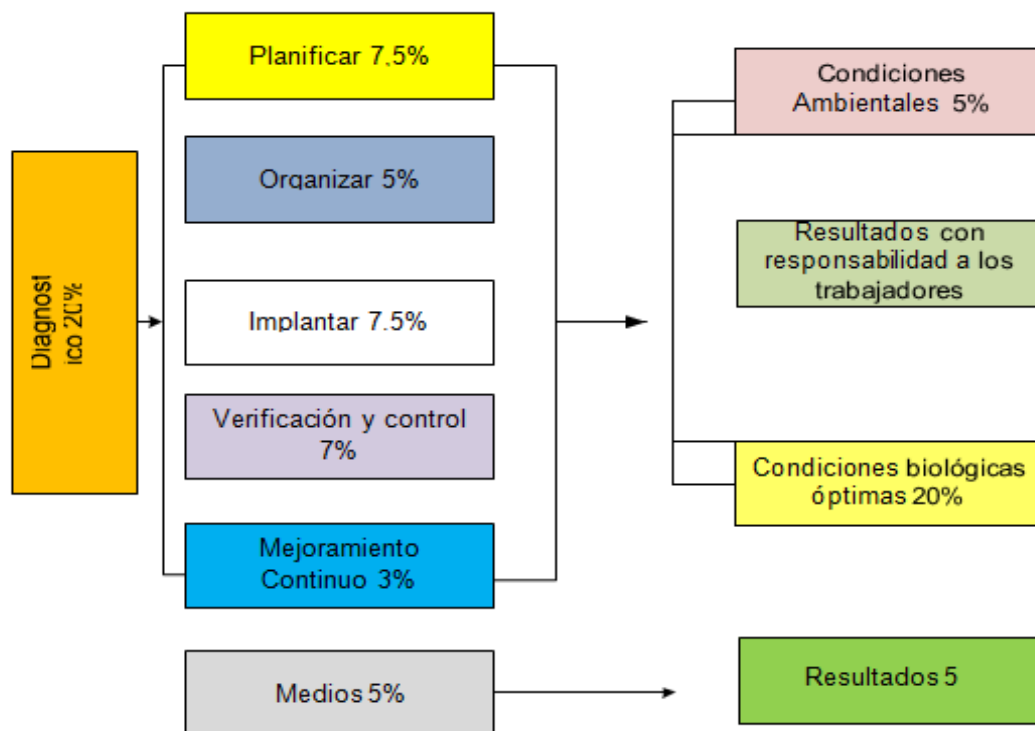 Diagnost
ico 20%
Planificar 7.5%
Organizar 5%
Implantar 7.5%
Verificación y control
7%
Mejoramiento
Continuo 3%
Medios 5%
Condiciones
Ambientales 5%
Resultados con
responsabilidad a los
trabajadores
Condiciones biológicas
óptimas 20%
Resultados 5